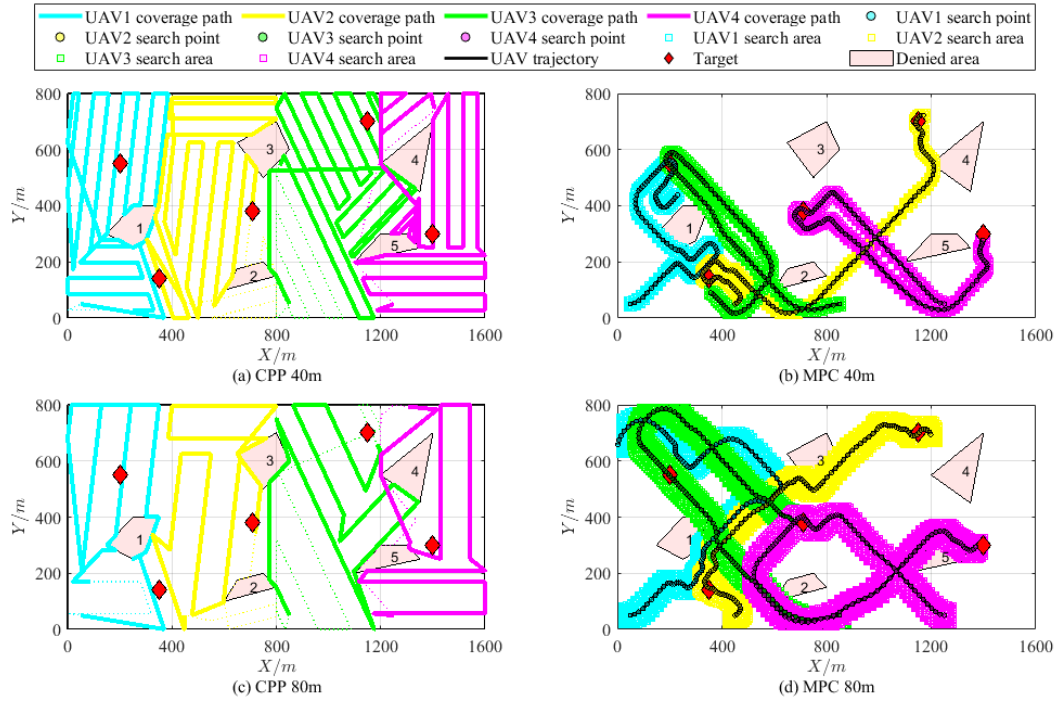 UAV1 coverage path UAV2 coverage path UAV3 coverage path UAV4 coverage path UAV1 search point
UAV2 search point UAV3 search point UAV4 search point UAV1 search area UAV2 search area
UAV3 search area UAV4 search area UAV trajectory Target Denied area
800
600
400
200
0
Y/m
0 400 800 1200 1600
X/m
1
2
3
4
5
(a) CPP 40m
800
600
400
200
0
Y/m
0 400 800 1200 1600
X/m
1
2
3
4
5
(b) MPC 40m
800
600
400
200
0
Y/m
0 400 800 1200 1600
X/m
1
2
3
4
5
(c) CPP 80m
800
600
400
200
0
Y/m
0 400 800 1200 1600
X/m
1
2
3
4
5
(d) MPC 80m